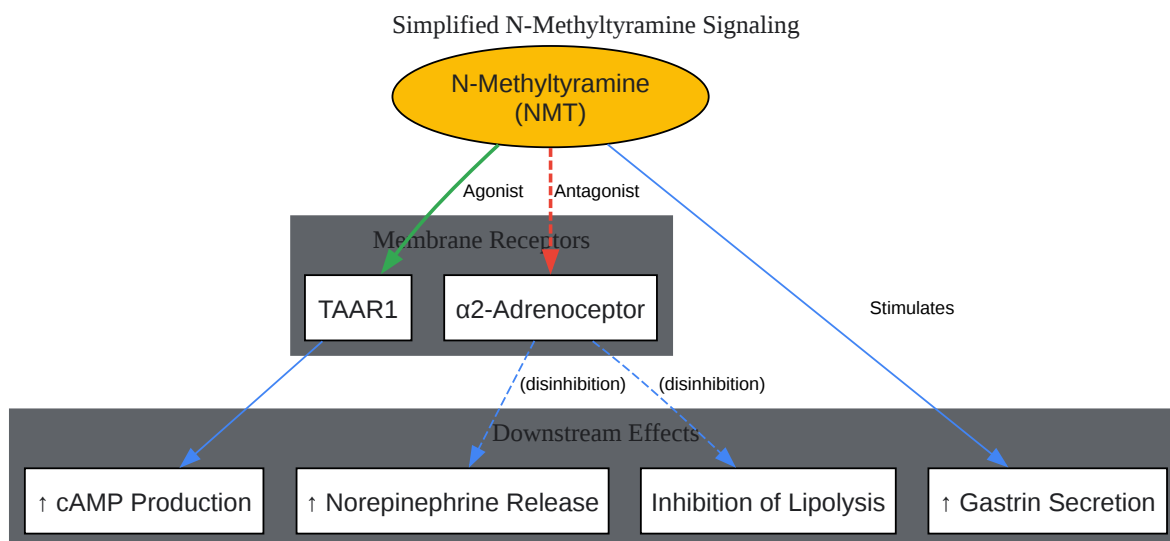 Simplified N-Methyltyramine Signaling
N-Methyltyramine
(NMT)
Agonist
Antagonist
Membrane Receptors
TAAR1
α2-Adrenoceptor
Stimulates
(disinhibition)
(disinhibition)
Downstream Effects
↑ cAMP Production
↑ Norepinephrine Release
Inhibition of Lipolysis
↑ Gastrin Secretion